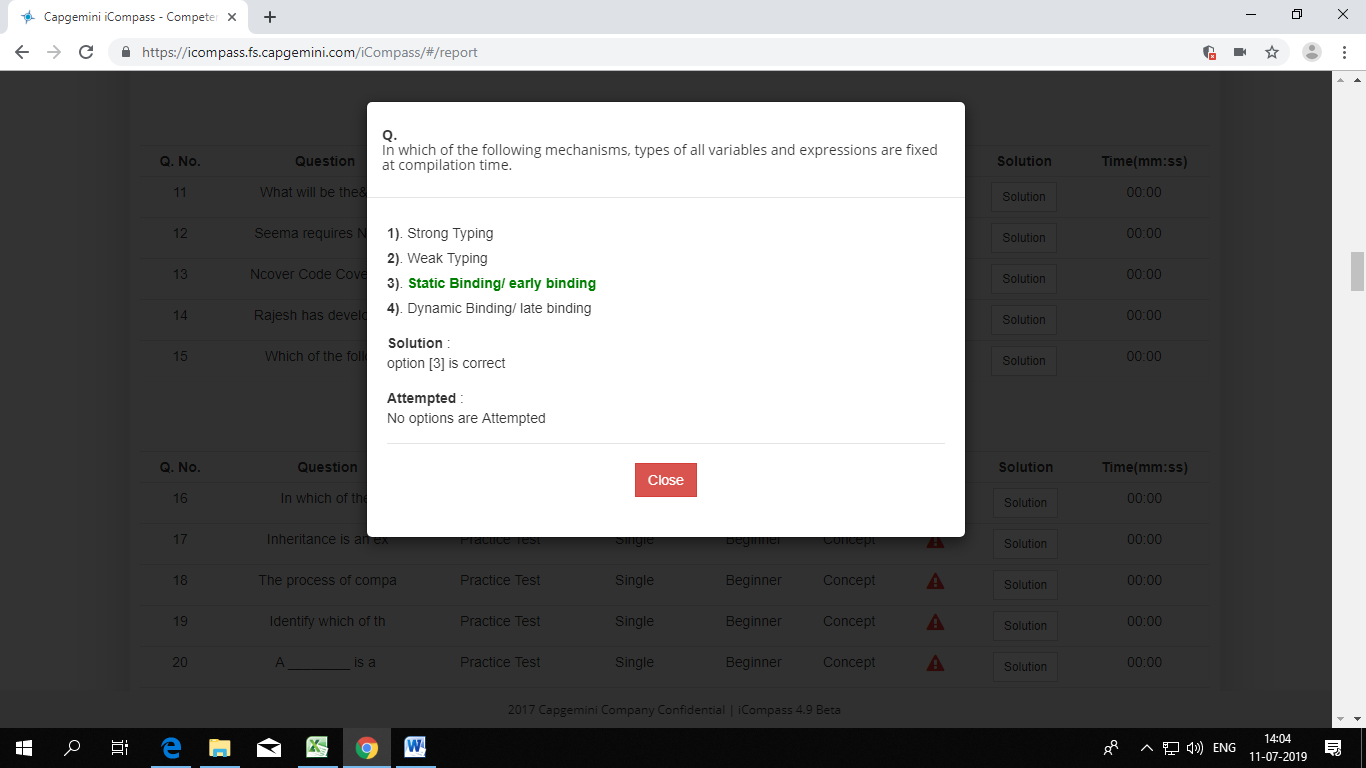 Capgemini iCompass - Competer
https://icompass.fs.capgemini.com/iCompass/#/report
Q.
In which of the following mechanisms, types of all variables and expressions are fixed
at compilation time.
1). Strong Typing
2). Weak Typing
3). Static Binding/ early binding
4). Dynamic Binding/ late binding
Solution :
option [3] is correct
Attempted :
No options are Attempted
Close
Q. No. Question Solution Time(mm:ss)
11 What will be the& Solution 00:00
12 Seema requires N Solution 00:00
13 Ncover Code Cove Solution 00:00
14 Rajesh has develo Solution 00:00
15 Which of the foll Solution 00:00
Q. No. Question Solution Time(mm:ss)
16 In which of the Solution 00:00
17 Inheritance is an ex Practice Test Single Beginner Concept Solution 00:00
18 The process of compa Practice Test Single Beginner Concept Solution 00:00
19 Identify which of th Practice Test Single Beginner Concept Solution 00:00
20 A ________ is a Practice Test Single Beginner Concept Solution 00:00
2017 Capgemini Company Confidential | iCompass 4.9 Beta
ENG
14:04
11-07-2019